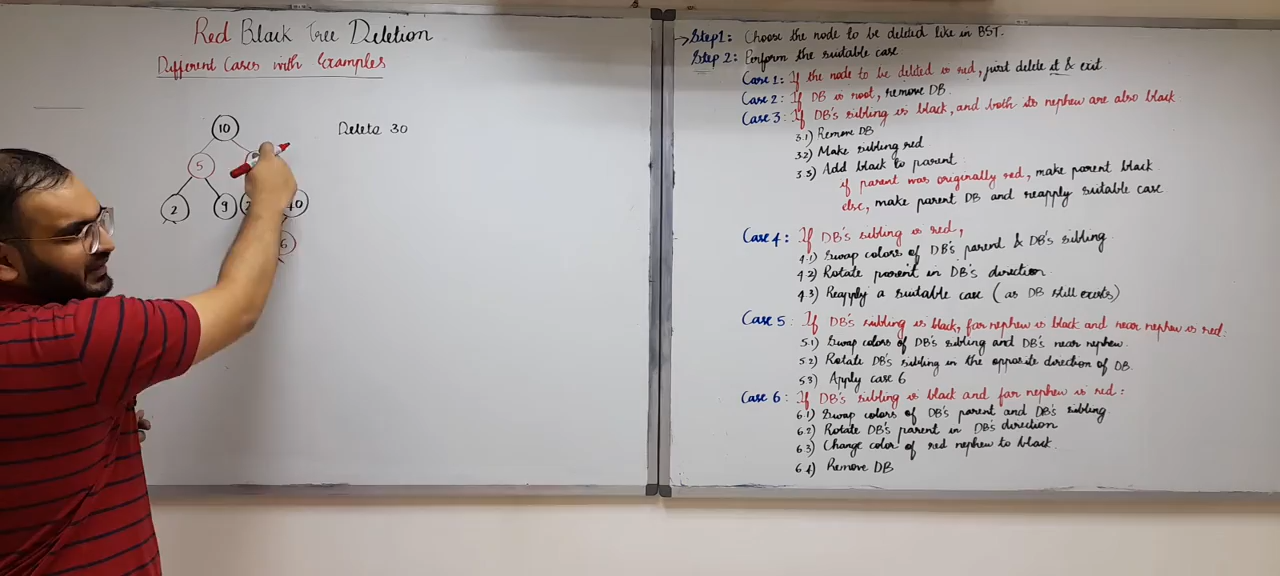 Red Black Tree Deletion
Different Cases with Examples
10
Delete 30
5
2
9
40
→Step1: Choose the node to be deleted like in BST.
Step 2: Perform the suitable case.
Case 1: If the node to be deleted is red, just delete it & exit
Case 2: If DB is root, remove DB.
Case 3: If DB's sibling is black, and both its nephew are also black
3.1) Remove DB
3.2) Make sibling red
3.3) Add black to parent:
if parent was originally red, make parent black
else, make parent DB and reapply suitable case
Case 4: If DB's sibling is red,
4.1) Swap colors of DB's parent & DB's sibling
4.2) Rotate parent in DB's direction
4.3) Reapply a suitable case (as DB still exists)
Case 5: If DB's sibling is black, far nephew is black and near nephew is red:
5.1) Swap colors of DB's sibling and DB's near nephew.
5.2) Rotate DB's sibling in the opposite direction of DB.
5.3) Apply case 6
Case 6: If DB's sibling is black and far nephew is red:
6.1) Swap colors of DB's parent and DB's sibling
6.2) Rotate DB's parent in DB's direction
6.3) Change color of red nephew to black.
6.4) Remove DB